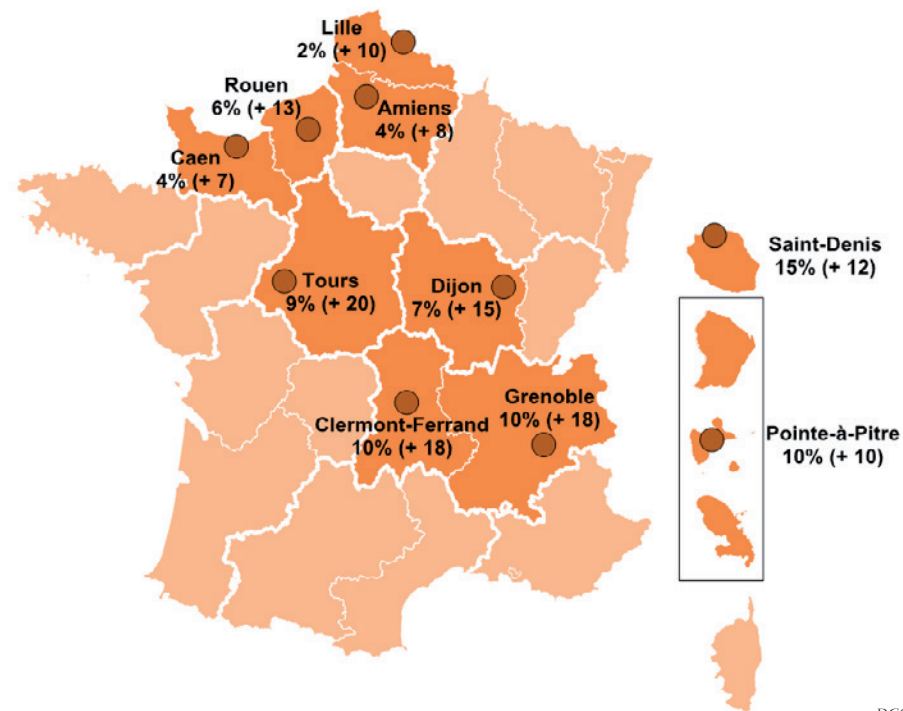 Lille
2% (+ 10)
Rouen
6% (+ 13)
Amiens
4% (+ 8)
Caen
4% (+ 7)
Tours
9% (+ 20)
Dijon
7% (+ 15)
Saint-Denis
15% (+ 12)
Clermont-Ferrand
10% (+ 18)
Grenoble
10% (+ 18)
Pointe-à-Pitre
10% (+ 10)